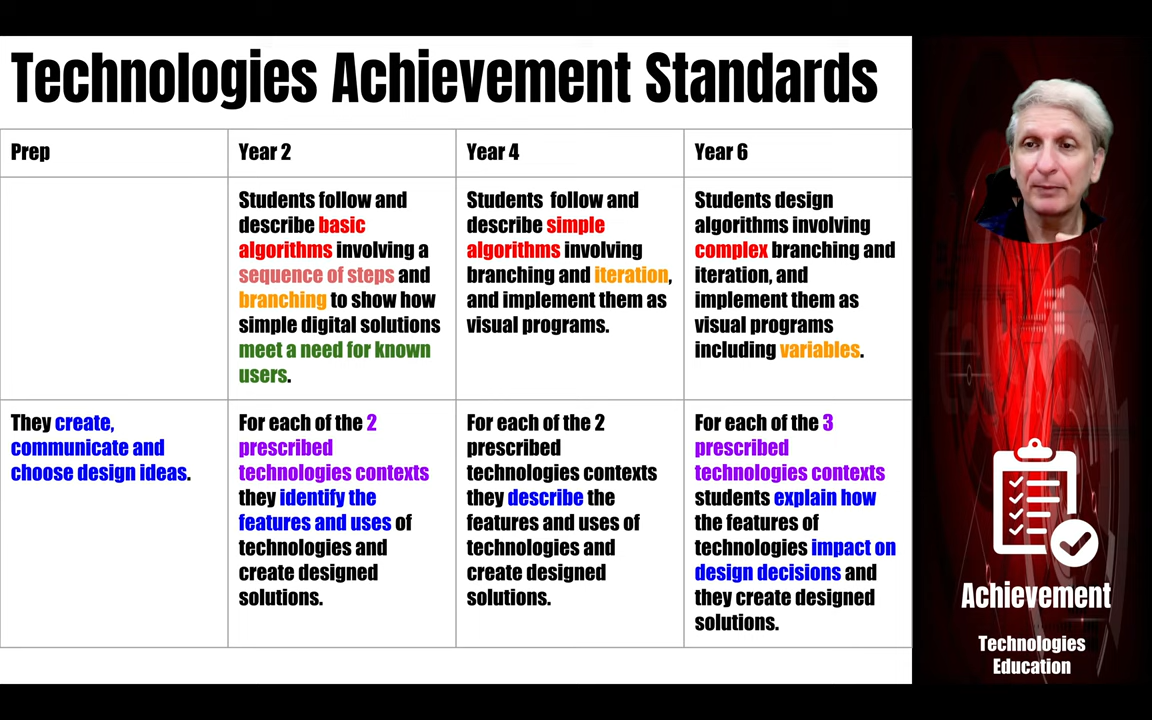 Technologies Achievement Standards
Prep
Year 2
Year 4
Year 6
Students follow and
describe basic
algorithms involving a
sequence of steps and
branching to show how
simple digital solutions
meet a need for known
users.
Students follow and
describe simple
algorithms involving
branching and iteration,
and implement them as
visual programs.
Students design
algorithms involving
complex branching and
iteration, and
implement them as
visual programs
including variables.
They create,
communicate and
choose design ideas.
For each of the 2
prescribed
technologies contexts
they identify the
features and uses of
technologies and
create designed
solutions.
For each of the 2
prescribed
technologies contexts
they describe the
features and uses of
technologies and
create designed
solutions.
For each of the 3
prescribed
technologies contexts
students explain how
the features of
technologies impact on
design decisions and
they create designed
solutions.
Achievement
Technologies
Education